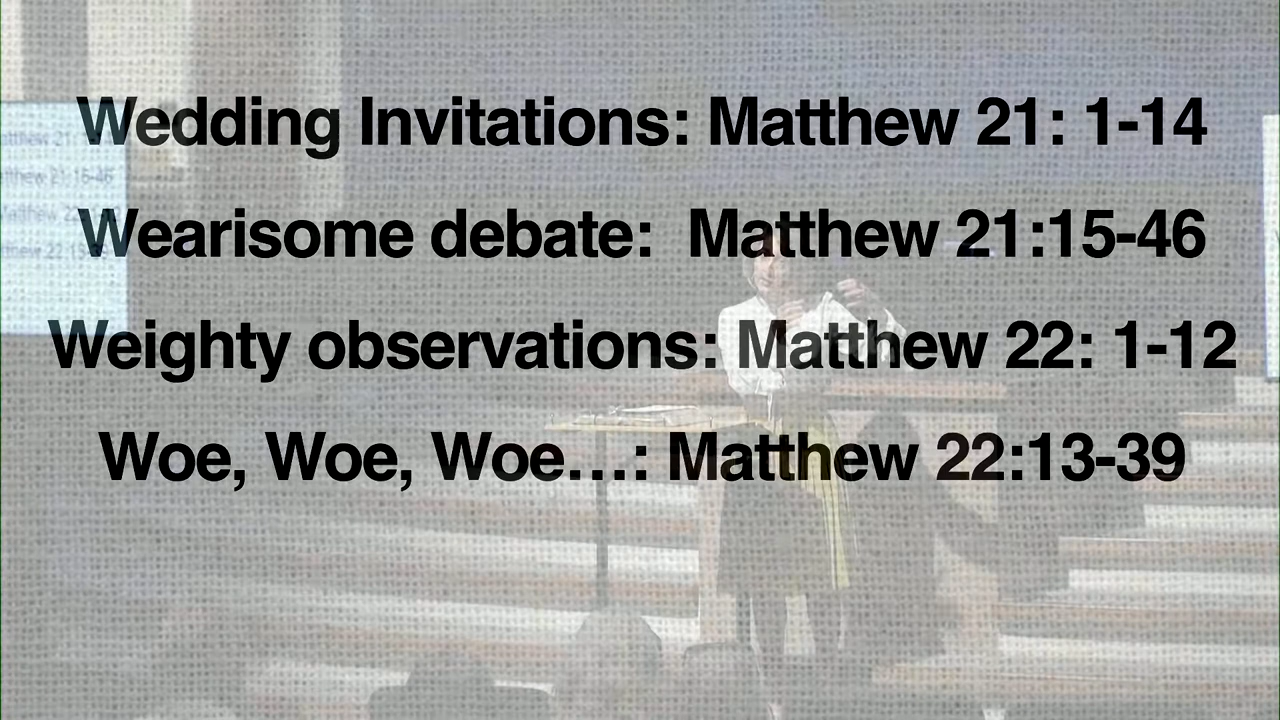 Wedding Invitations: Matthew 21: 1-14
Wearisome debate:  Matthew 21:15-46
Weighty observations: Matthew 22: 1-12
Woe, Woe, Woe…: Matthew 22:13-39